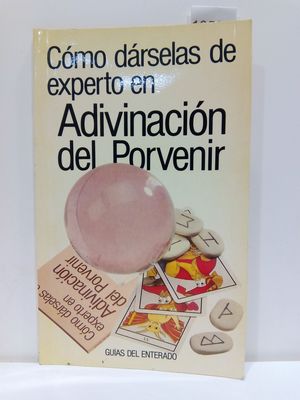 Cómo dárselas de
experto en
Adivinación
del Porvenir
Cómo dárselas
experto en
Adivinación
del Porvenir
GUIAS DEL ENTERADO